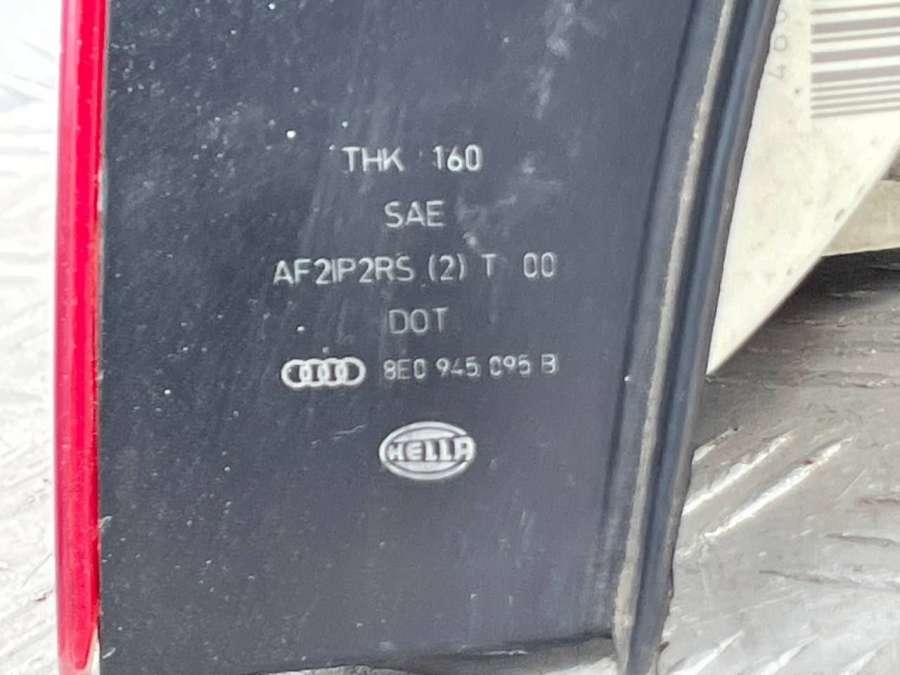 THK 160
SAE
AF2IP2RS (2) T 00
DOT
8E0 945 095 B
HELLA